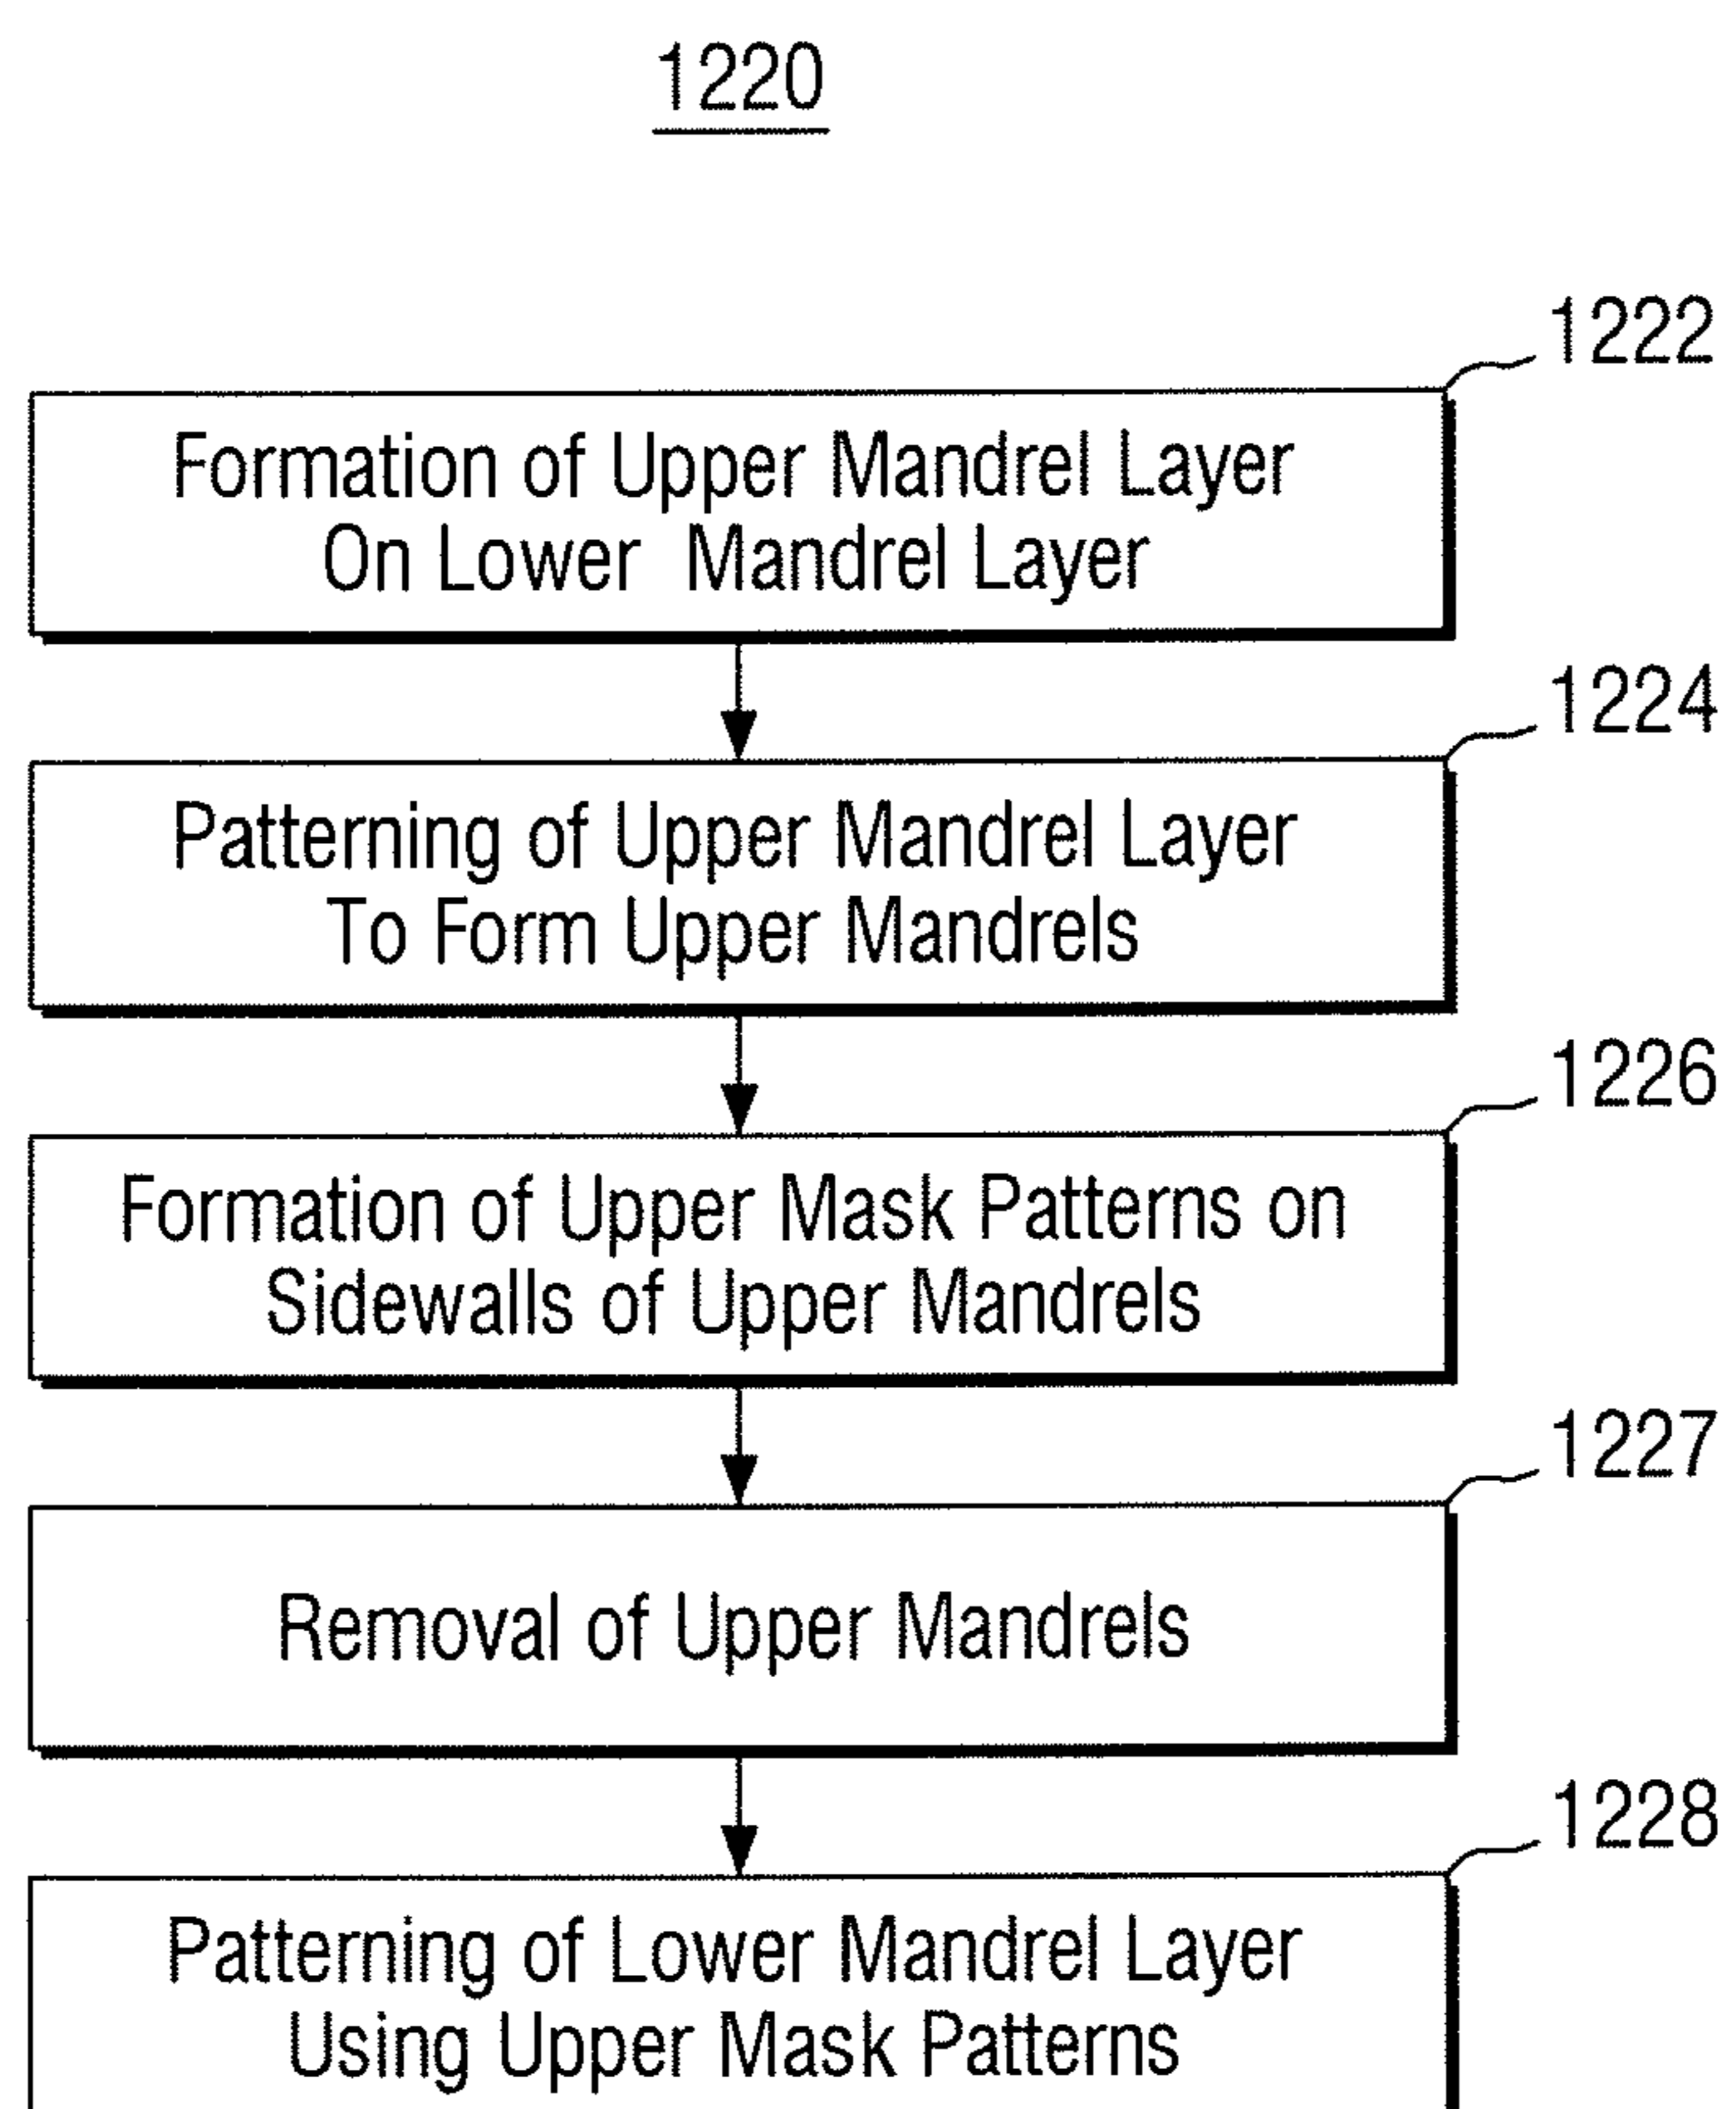 1220
1222
Formation of Upper Mandrel Layer
On Lower Mandrel Layer
1224
Patterning of Upper Mandrel Layer
To Form Upper Mandrels
1226
Formation of Upper Mask Patterns on
Sidewalls of Upper Mandrels
1227
Removal of Upper Mandrels
1228
Patterning of Lower Mandrel Layer
Using Upper Mask Patterns